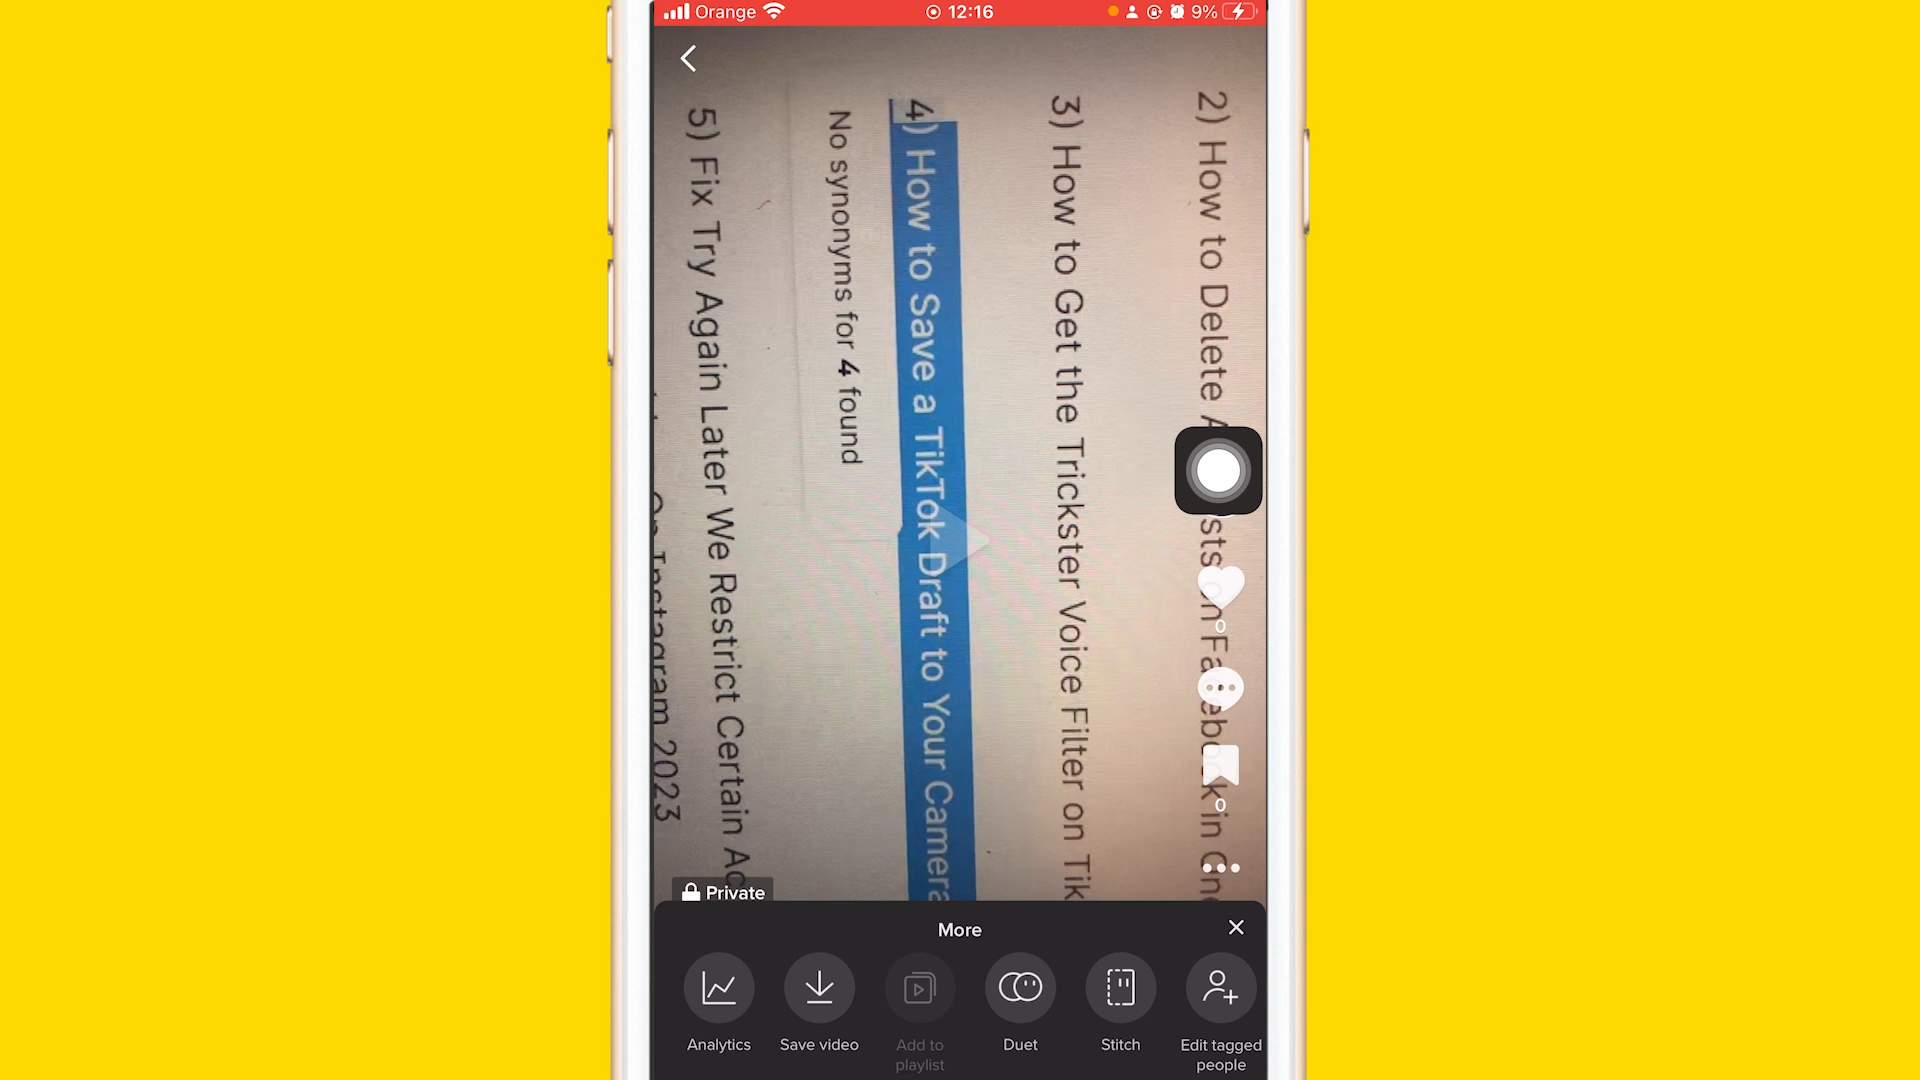 Orange 12:16 9%
2) How to Delete sts on Facebook in
3) How to Get the Trickster Voice Filter on Tik
4) How to Save a TikTok Draft to Your Camera
No synonyms for 4 found
5) Fix Try Again Later We Restrict Certain Ac
On Instagram 2023
0
0
Private
More
Analytics
Save video
Add to
playlist
Duet
Stitch
Edit tagged
people